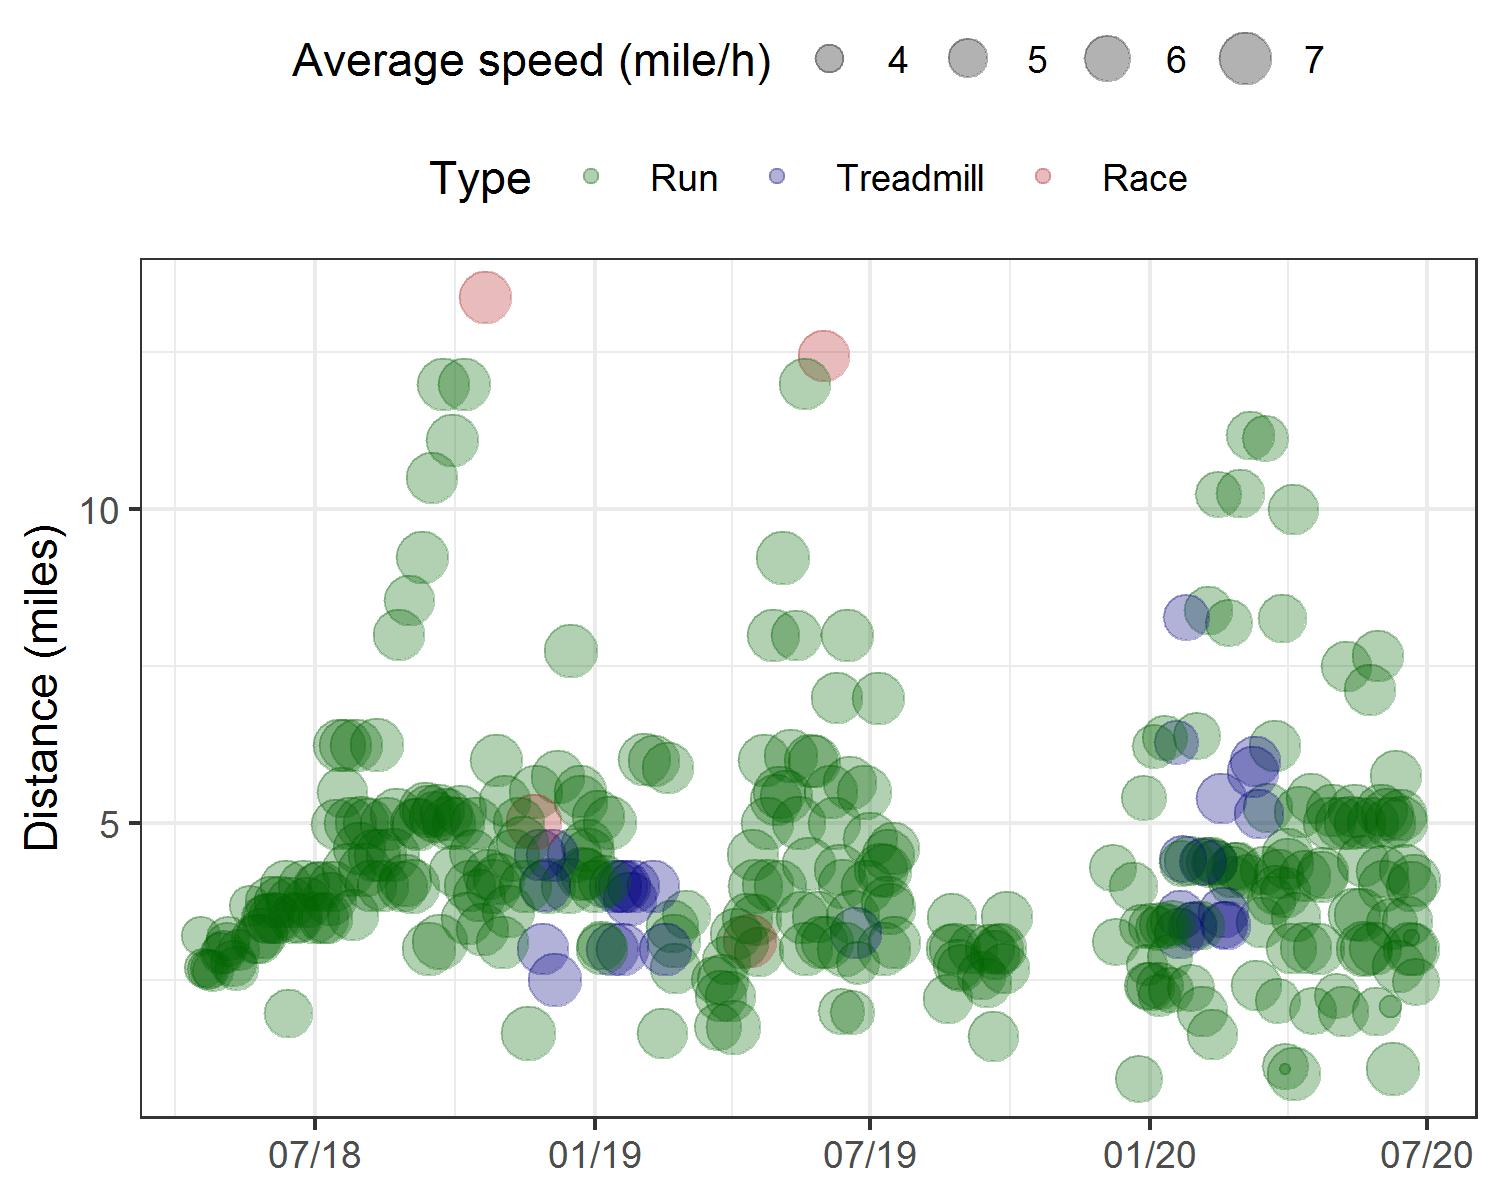 Average speed (mile/h) 4 5 6 7
Type Run Treadmill Race
Distance (miles)
10
5
07/18 01/19 07/19 01/20 07/20